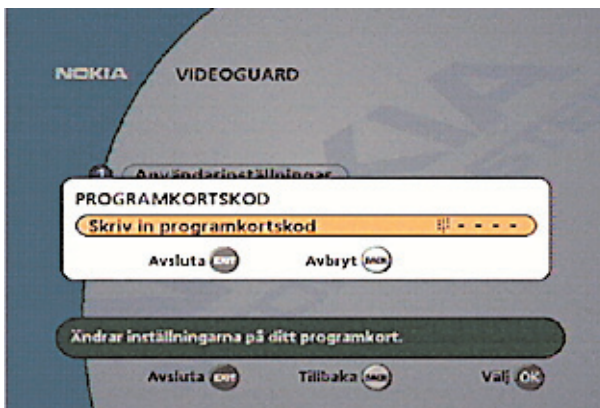 NOKIA VIDEOGUARD
1 Användarinställningar
PROGRAMKORTSKOD
Skriv in programkortskod - - - -
Avsluta EXIT Avbryt BACK
Ändrar inställningarna på ditt programkort.
Avsluta EXIT Tillbaka BACK Välj OK